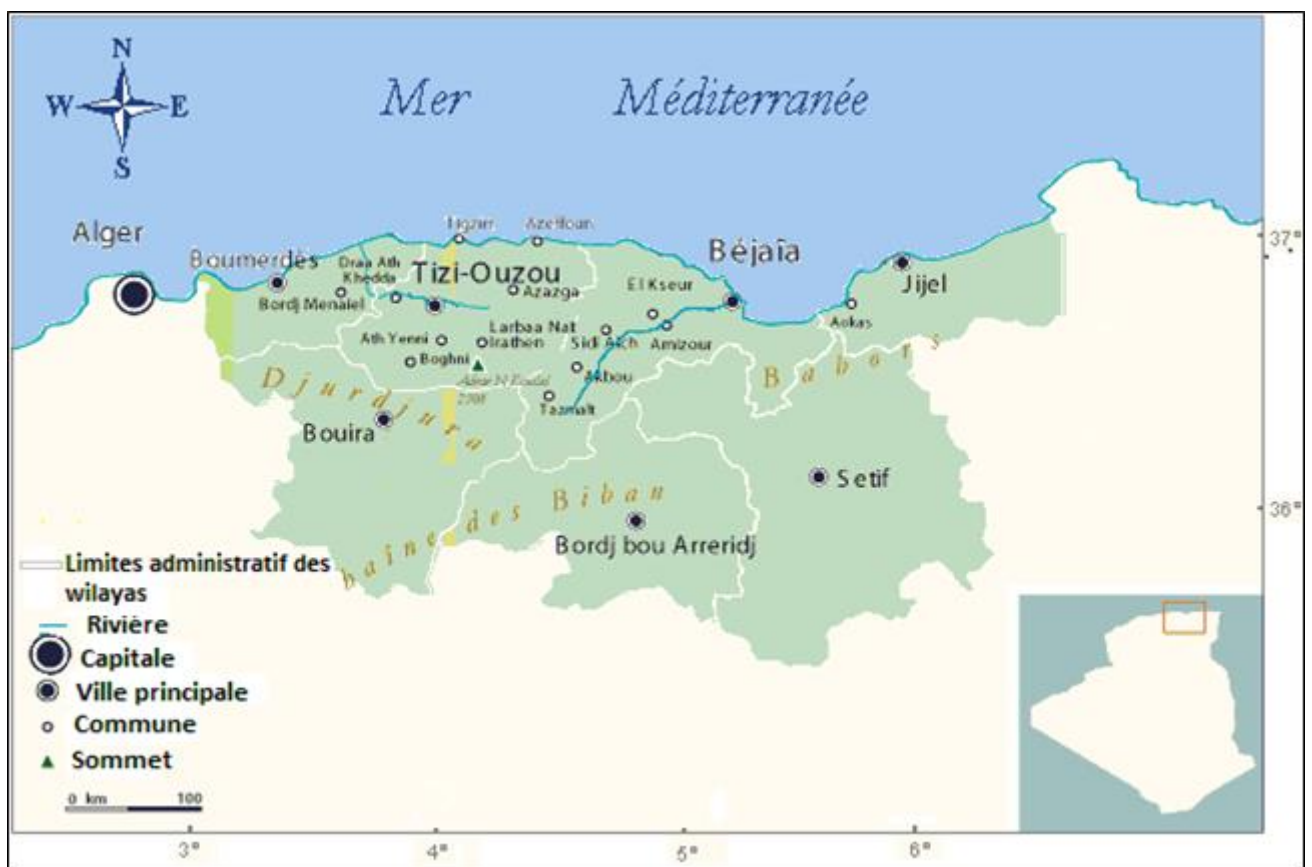 N
W E
S
Mer Méditerranée
Alger
Boumerdès
Tigzirt
Azeffoun
Béjaîa
37°
Draa Ath
Khedda
Tizi-Ouzou
Jijel
Bordj Menaïel
Azazga
El Kseur
Aokas
Ath Yenni
Larbaa Nat
Irathen
Sidi Aïch
Amizour
Boghni
Akbou
Babors
Djurdjura
Tazmalt
Bouira
Setif
36°
haîne des Biban
Bordj bou Arreridj
Limites administratif des
wilayas
Rivière
Capitale
Ville principale
Commune
Sommet
0 km 100
3° 4° 5° 6°